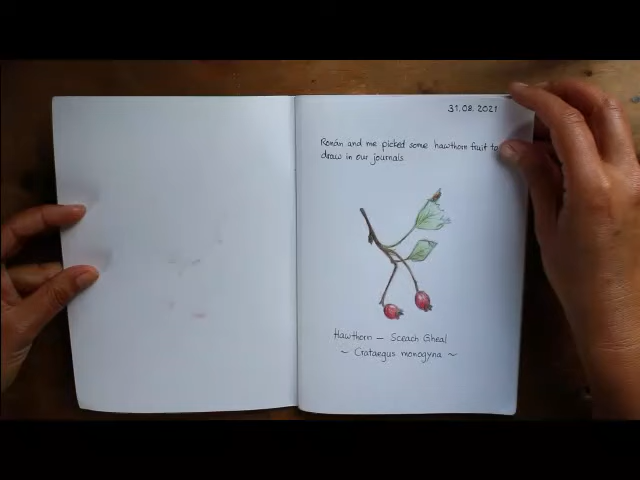 31.08.2021
Ronán and me picked some hawthorn fruit to
draw in our journals
Hawthorn – Sceach Gheal
~ Crataegus monogyna ~